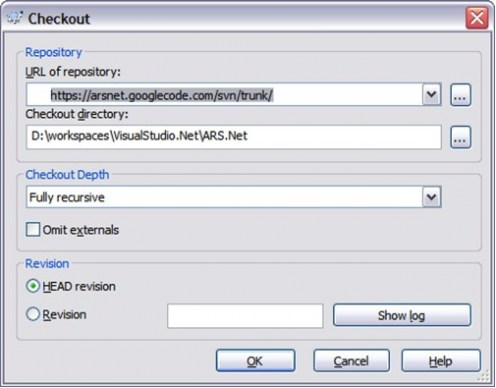 Checkout
Repository
URL of repository:
https://arsnet.googlecode.com/svn/trunk/
...
Checkout directory:
D:\workspaces\VisualStudio.Net\ARS.Net
...
Checkout Depth
Fully recursive
Omit externals
Revision
HEAD revision
Revision
Show log
OK
Cancel
Help